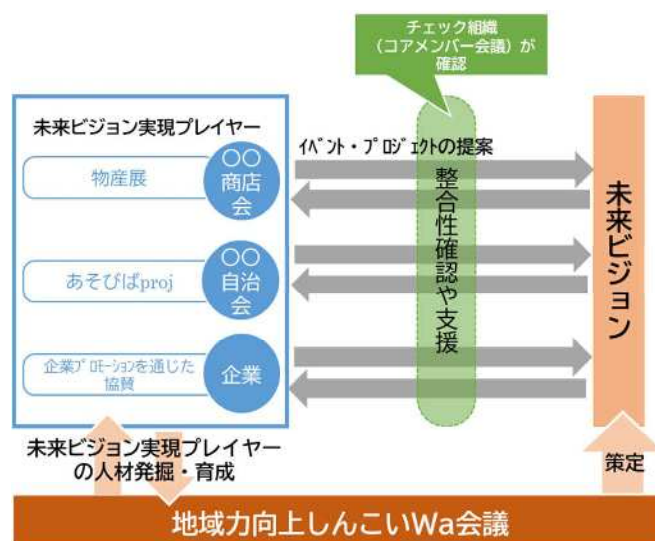 チェック組織
（コアメンバー会議）が
確認
未来ビジョン実現プレイヤー
物産展
〇〇
商店
会
あそびばproj
〇〇
自治
会
企業ﾌﾟﾛﾓｰｼｮﾝを通じた
協賛
企業
ｲﾍﾞﾝﾄ・ﾌﾟﾛｼﾞｪｸﾄの提案
整合性確認や支援
未来ビジョン
未来ビジョン実現プレイヤー
の人材発掘・育成
策定
地域力向上しんこいWa会議